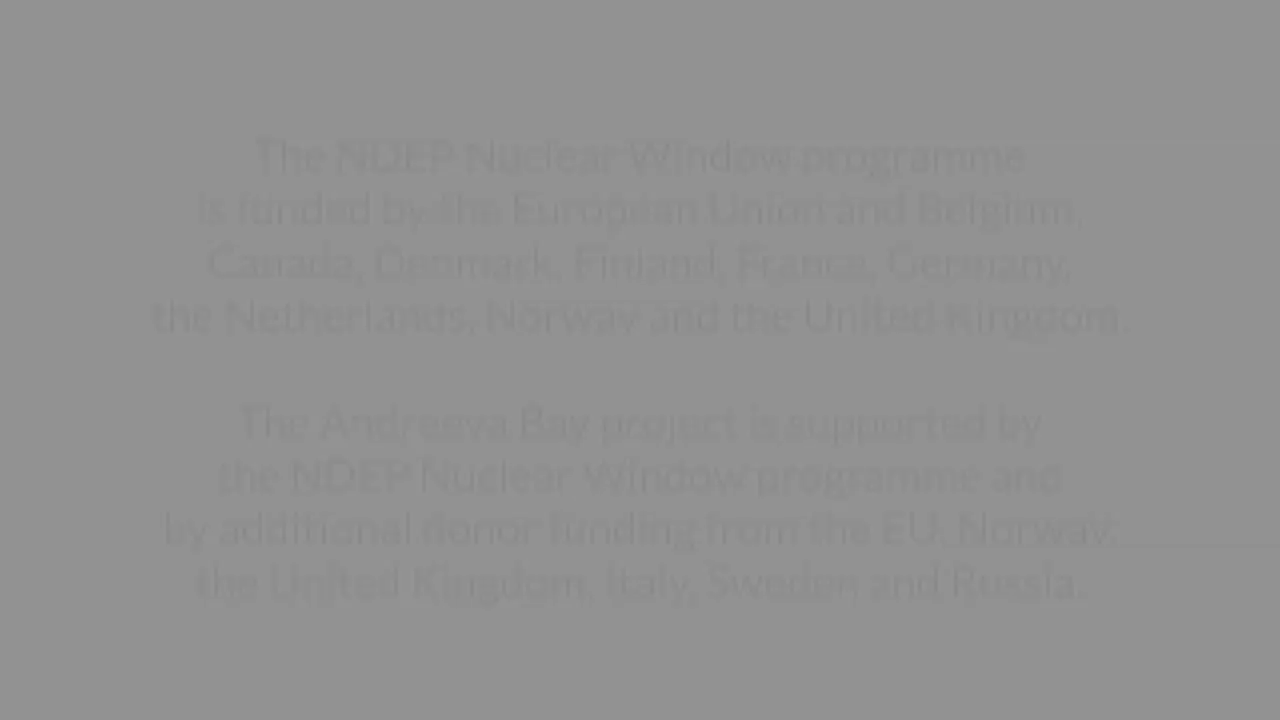 The NDEP Nuclear Window programme
is funded by the European Union and Belgium,
Canada, Denmark, Finland, France, Germany,
the Netherlands, Norway and the United Kingdom.
The Andreeva Bay project is supported by
the NDEP Nuclear Window programme and
by additional donor funding from the EU, Norway,
the United Kingdom, Italy, Sweden and Russia.